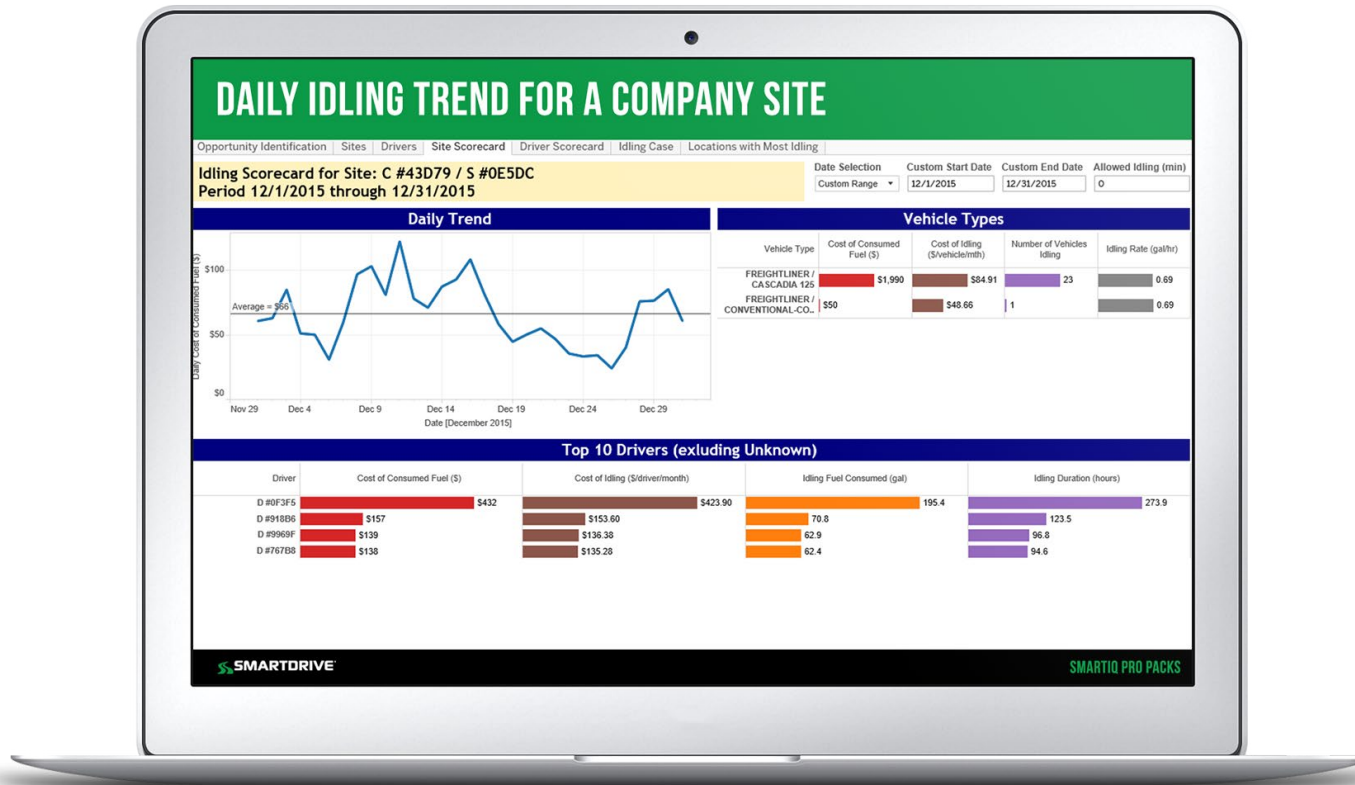 DAILY IDLING TREND FOR A COMPANY SITE
Opportunity Identification Sites Drivers Site Scorecard Driver Scorecard Idling Case Locations with Most Idling
Idling Scorecard for Site: C #43D79 / S #0E5DC
Period 12/1/2015 through 12/31/2015
Date Selection Custom Start Date Custom End Date Allowed Idling (min)
Custom Range 12/1/2015 12/31/2015 0
Daily Trend
Daily Cost of Consumed Fuel ($)
$100
Average = $66
$50
$0
Nov 29 Dec 4 Dec 9 Dec 14 Dec 19 Dec 24 Dec 29
Date [December 2015]
Vehicle Types
Vehicle Type Cost of Consumed Fuel ($) Cost of Idling ($/vehicle/mth) Number of Vehicles Idling Idling Rate (gal/hr)
FREIGHTLINER /
CASCADIA 125 $1,990 $84.91 23 0.69
FREIGHTLINER /
CONVENTIONAL-CO.. $50 $48.66 1 0.69
Top 10 Drivers (exluding Unknown)
Driver Cost of Consumed Fuel ($) Cost of Idling ($/driver/month) Idling Fuel Consumed (gal) Idling Duration (hours)
D #0F3F5 $432 $423.90 195.4 273.9
D #918B6 $157 $153.60 70.8 123.5
D #9969F $139 $136.38 62.9 96.8
D #767B8 $138 $135.28 62.4 94.6
SMARTDRIVE
SMARTIQ PRO PACKS